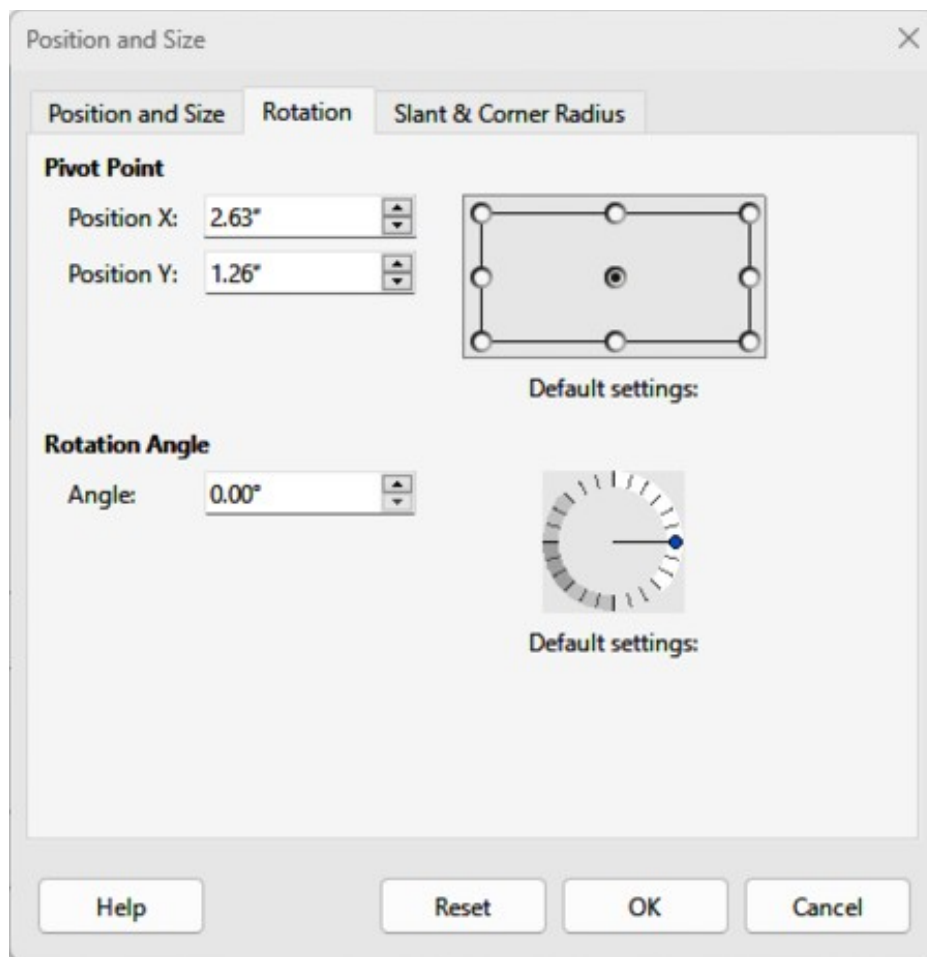 Position and Size
Position and Size Rotation Slant & Corner Radius
Pivot Point
Position X: 2.63"
Position Y: 1.26"
Default settings:
Rotation Angle
Angle: 0.00°
Default settings:
Help Reset OK Cancel